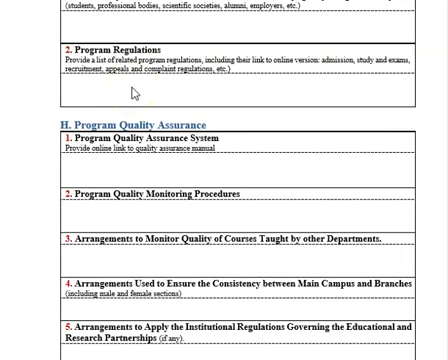 (students, professional bodies, scientific societies, alumni, employers, etc.)
2. Program Regulations
Provide a list of related program regulations, including their link to online version: admission, study and exams,
recruitment, appeals and complaint regulations, etc.)
H. Program Quality Assurance
1. Program Quality Assurance System
Provide online link to quality assurance manual
2. Program Quality Monitoring Procedures
3. Arrangements to Monitor Quality of Courses Taught by other Departments.
4. Arrangements Used to Ensure the Consistency between Main Campus and Branches
(including male and female sections)
5. Arrangements to Apply the Institutional Regulations Governing the Educational and
Research Partnerships (if any).